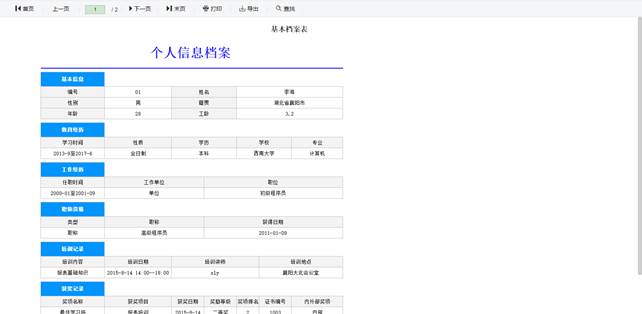 首页 上一页 1 / 2 下一页 末页 打印 导出 查找
基本档案表
个人信息档案
基本信息
编号 01 姓名 李海
性别 男 籍贯 湖北省襄阳市
年龄 28 工龄 3.2
教育经历
学习时间 性质 学历 学校 专业
2013-9至2017-6 全日制 本科 西南大学 计算机
工作经历
任职时间 工作单位 职位
2000-01至2001-09 单位 初级程序员
职称资格
类型 职称 获得日期
职称 高级程序员 2011-01-09
培训记录
培训内容 培训日期 培训讲师 培训地点
报表基础知识 2015-8-14 14:00--18:00 xly 襄阳大北会议室
获奖记录
奖项名称 获奖项目 获奖日期 奖励等级 奖项排名 证书编号 内外部奖项
最佳学习奖 报表培训 2015-8-14 二等奖 2 1001 内部